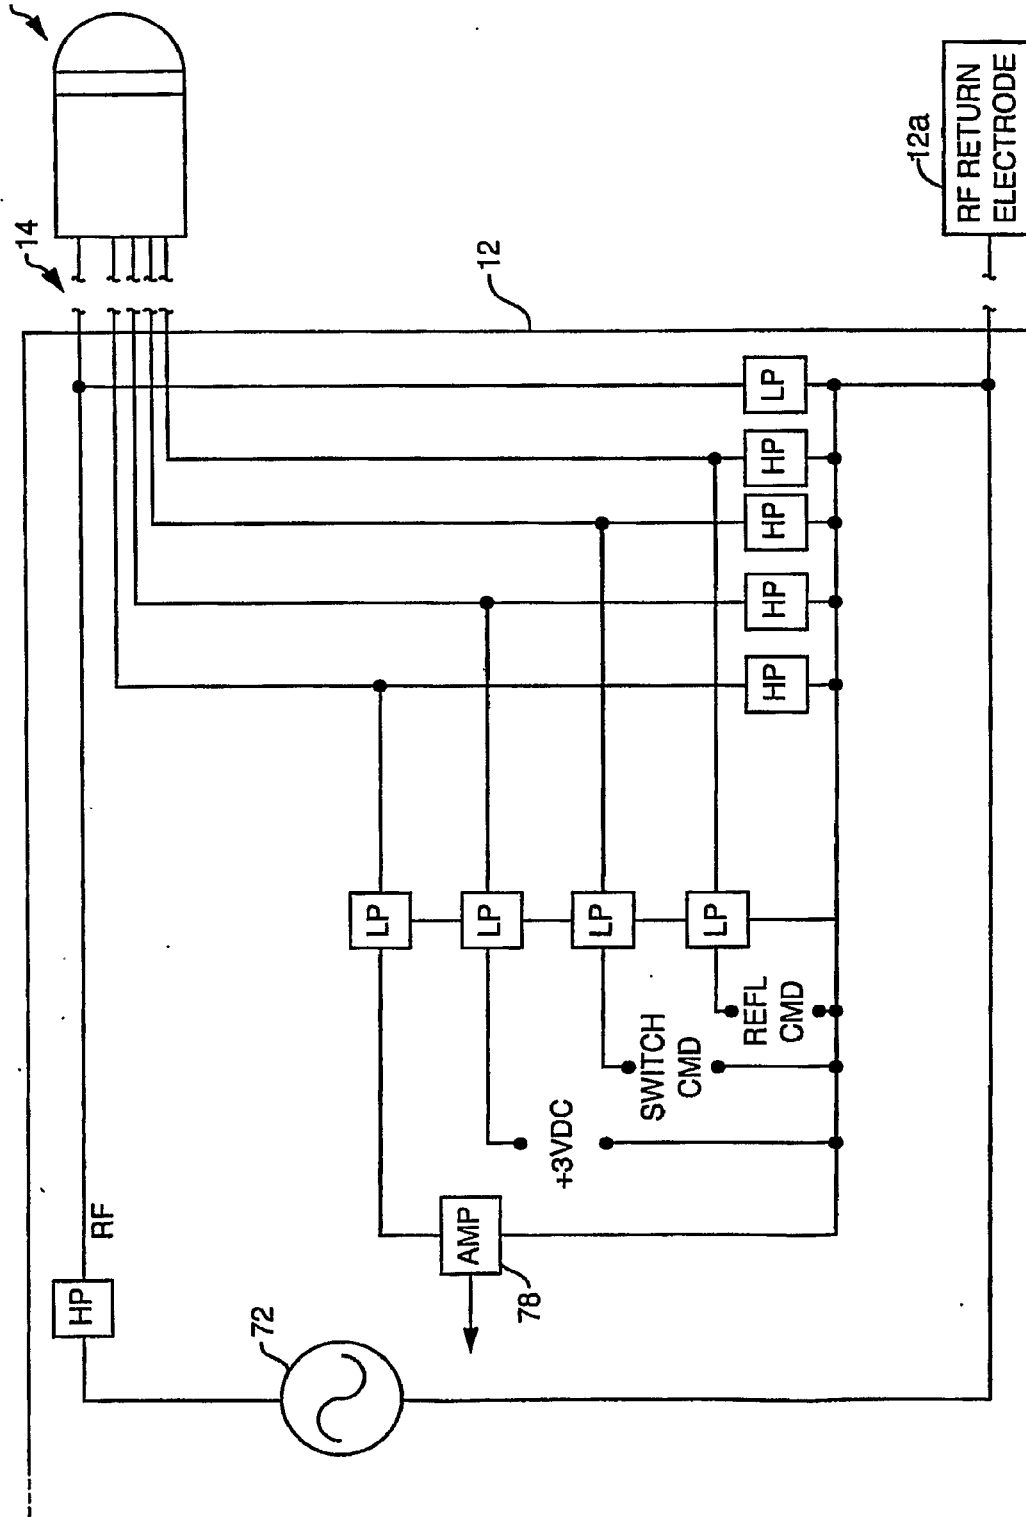 14
12
12a
RF RETURN
ELECTRODE
LP
HP
HP
HP
HP
LP
LP
LP
LP
REFL
CMD
SWITCH
CMD
+3VDC
AMP
78
RF
HP
72